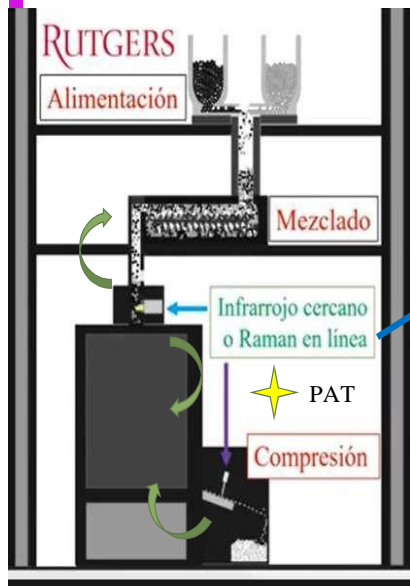 RUTGERS
Alimentación
Mezclado
Infrarrojo cercano
o Raman en línea
PAT
Compresión